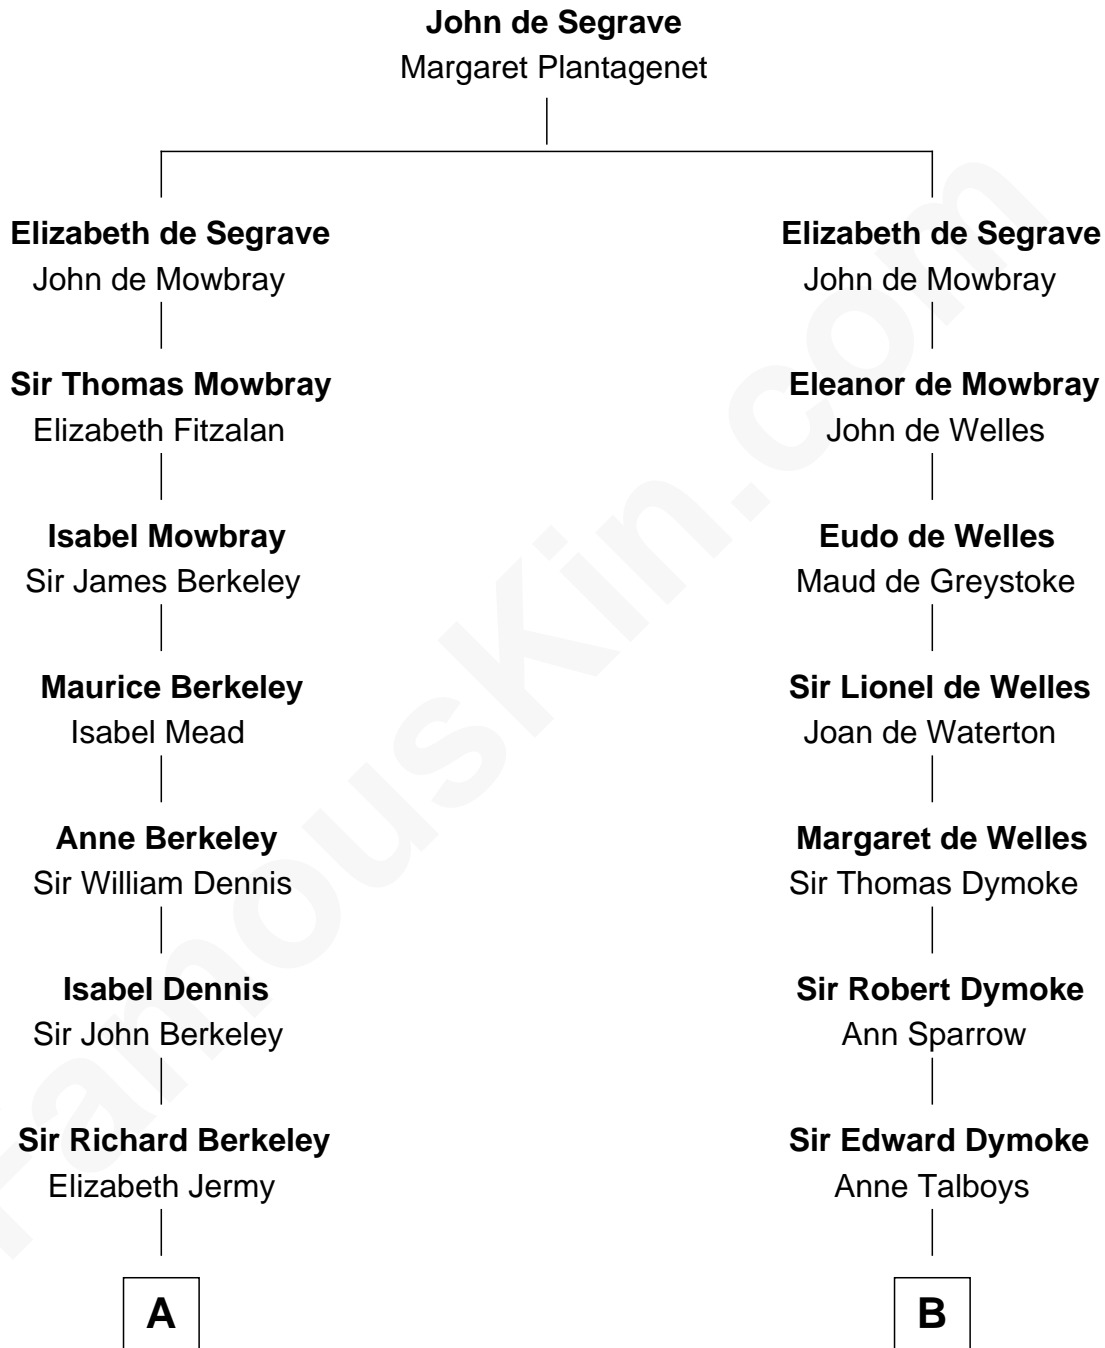 John de Segrave
Margaret Plantagenet
Elizabeth de Segrave
John de Mowbray
Elizabeth de Segrave
John de Mowbray
Sir Thomas Mowbray
Elizabeth Fitzalan
Eleanor de Mowbray
John de Welles
Isabel Mowbray
Sir James Berkeley
Eudo de Welles
Maud de Greystoke
Maurice Berkeley
Isabel Mead
Sir Lionel de Welles
Joan de Waterton
Anne Berkeley
Sir William Dennis
Margaret de Welles
Sir Thomas Dymoke
Isabel Dennis
Sir John Berkeley
Sir Robert Dymoke
Ann Sparrow
Sir Richard Berkeley
Elizabeth Jermy
Sir Edward Dymoke
Anne Talboys
A
B
FamousKin.com